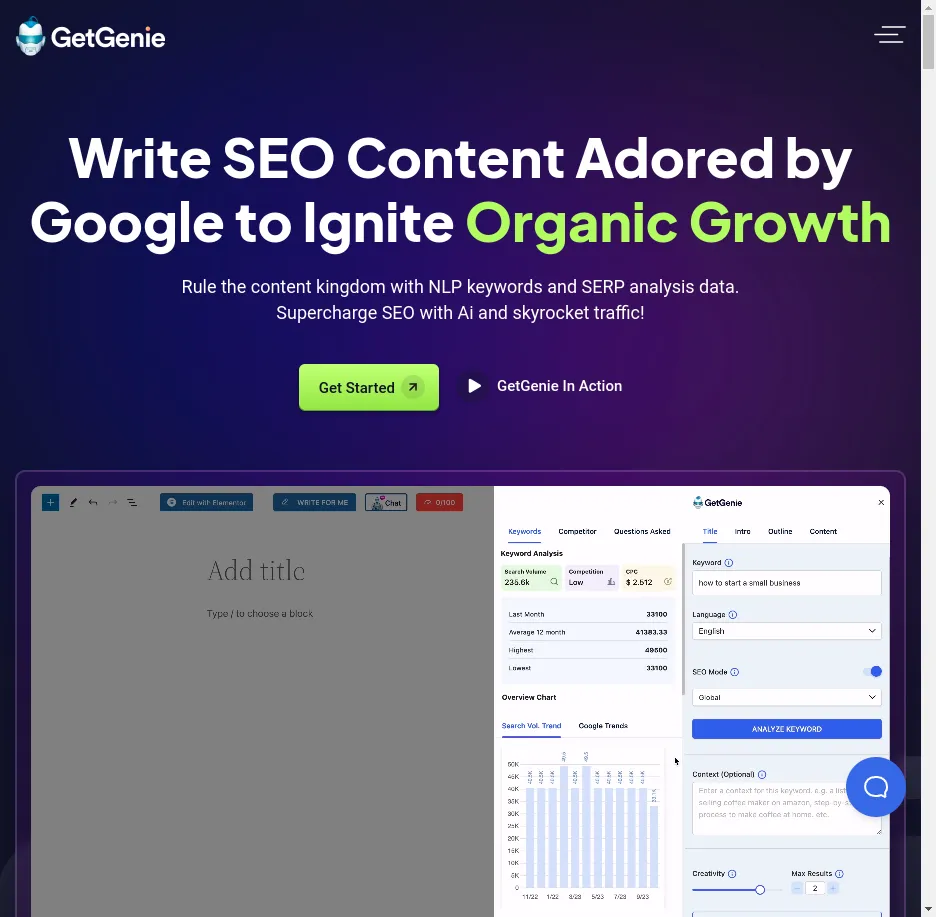 GetGenie
Write SEO Content Adored by
Google to Ignite Organic Growth
Rule the content kingdom with NLP keywords and SERP analysis data.
Supercharge SEO with Ai and skyrocket traffic!
Get Started
GetGenie In Action
Edit with Elementor
WRITE FOR ME
Chat
0/100
Add title
Type / to choose a block
GetGenie
Keywords Competitor Questions Asked
Keyword Analysis
Search Volume
235.6k
Competition
Low
CPC
$ 2.512
Last Month 33100
Average 12 month 41383.33
Highest 49500
Lowest 33100
Overview Chart
Search Vol. Trend Google Trends
50K
45K
40K
35K
30K
25K
20K
15K
10K
5K
0
11/22 1/22 3/23 5/23 7/23 9/23
Title Intro Outline Content
Keyword
how to start a small business
Language
English
SEO Mode
Global
ANALYZE KEYWORD
Context (Optional)
Enter a context for this keyword, e.g. a list
selling coffee maker on amazon, step-by-s
process to make coffee at home, etc.
Creativity
Max Results
2